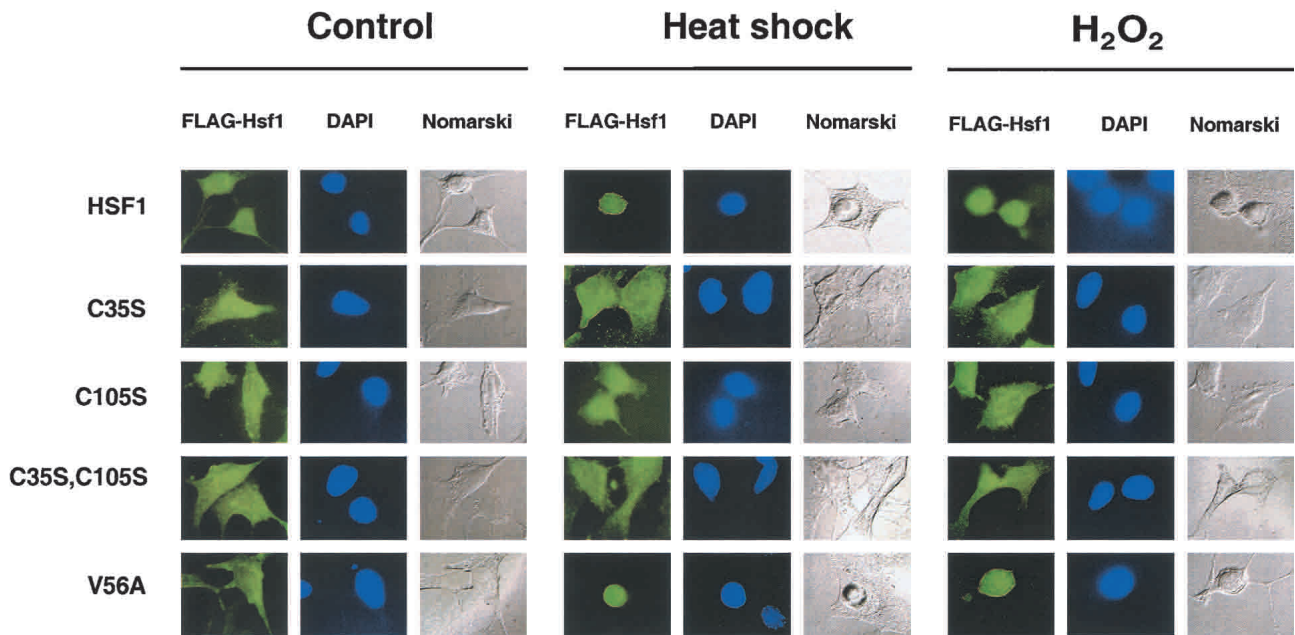 Control Heat shock H₂O₂
FLAG-Hsf1 DAPI Nomarski FLAG-Hsf1 DAPI Nomarski FLAG-Hsf1 DAPI Nomarski
HSF1
C35S
C105S
C35S,C105S
V56A